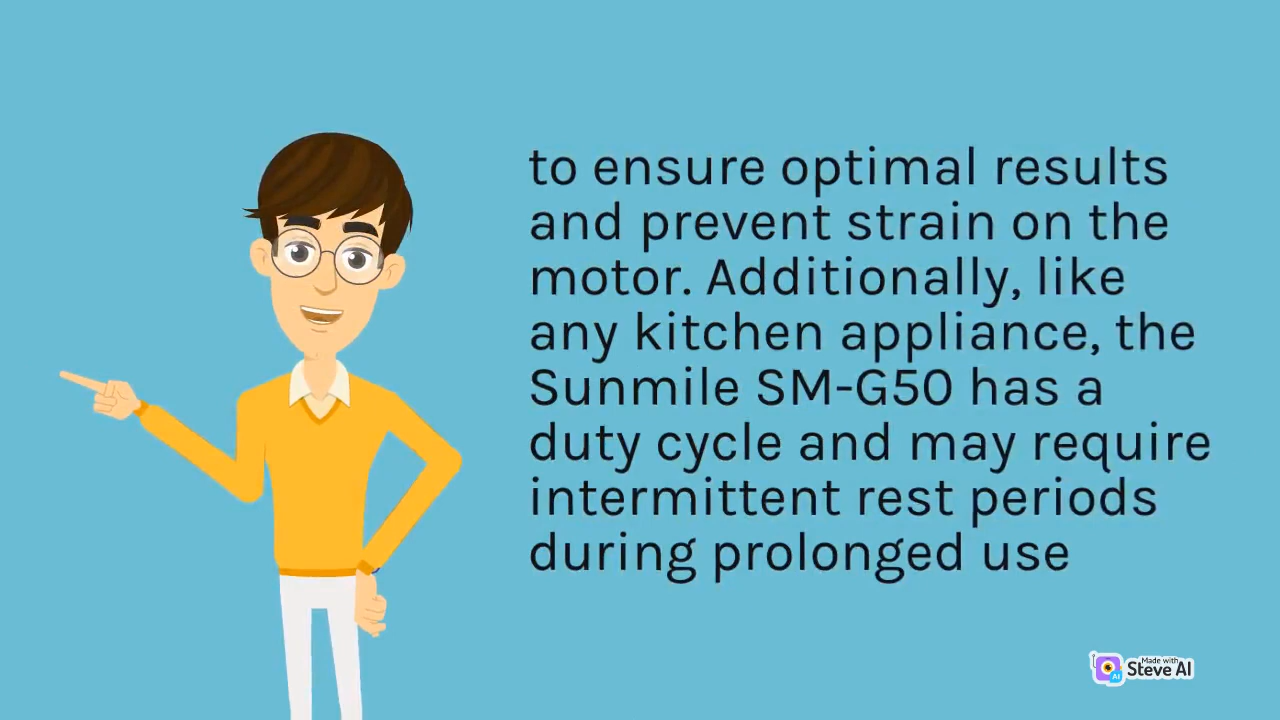 to ensure optimal results
and prevent strain on the
motor. Additionally, like
any kitchen appliance, the
Sunmile SM-G50 has a
duty cycle and may require
intermittent rest periods
during prolonged use
Made with
Steve AI
AI